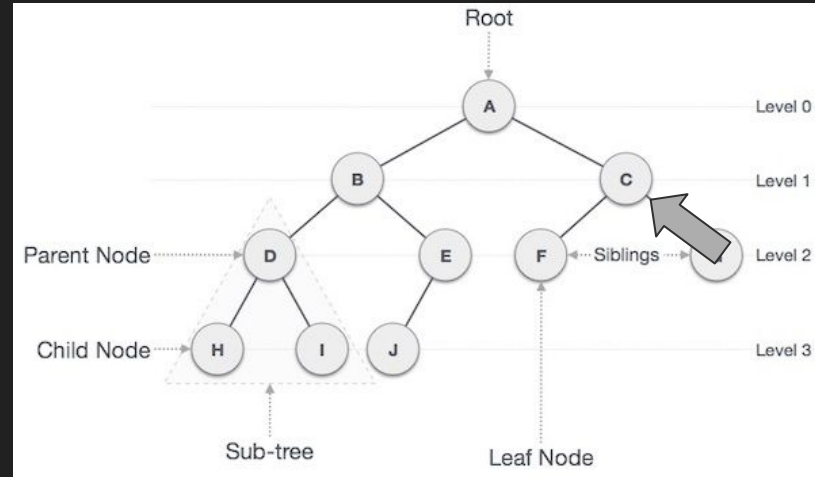 Root
A
Level 0
B
C
Level 1
Parent Node
D
E
F
Siblings
Level 2
Child Node
H
I
J
Level 3
Sub-tree
Leaf Node